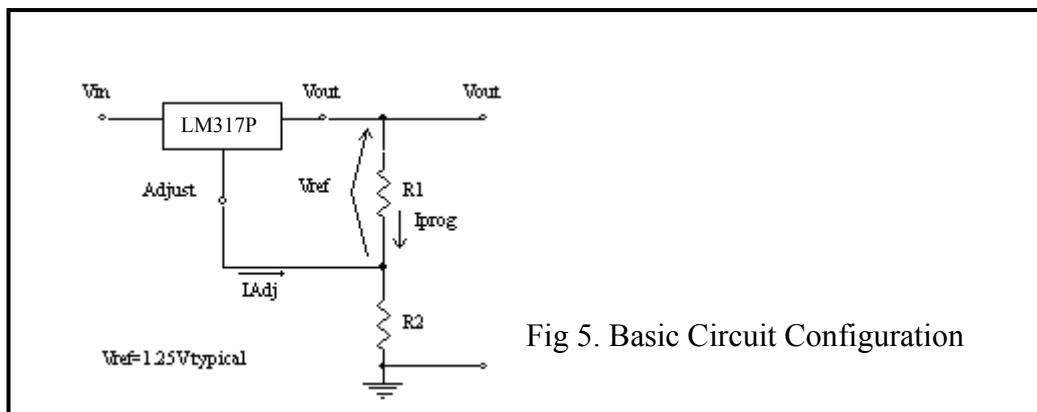 Vin
Vout
Vout
LM317P
Adjust
Vref
R1
Iprog
IAdj
R2
Vref=1.25Vtypical
Fig 5. Basic Circuit Configuration